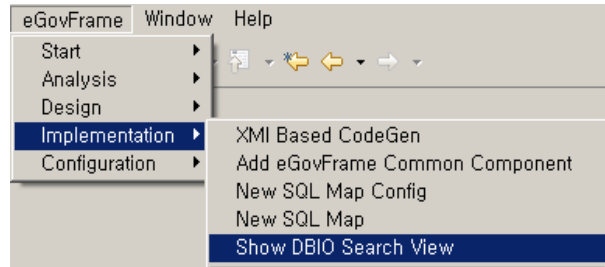 eGovFrame Window Help
Start
Analysis
Design
Implementation
Configuration
XMI Based CodeGen
Add eGovFrame Common Component
New SQL Map Config
New SQL Map
Show DBIO Search View